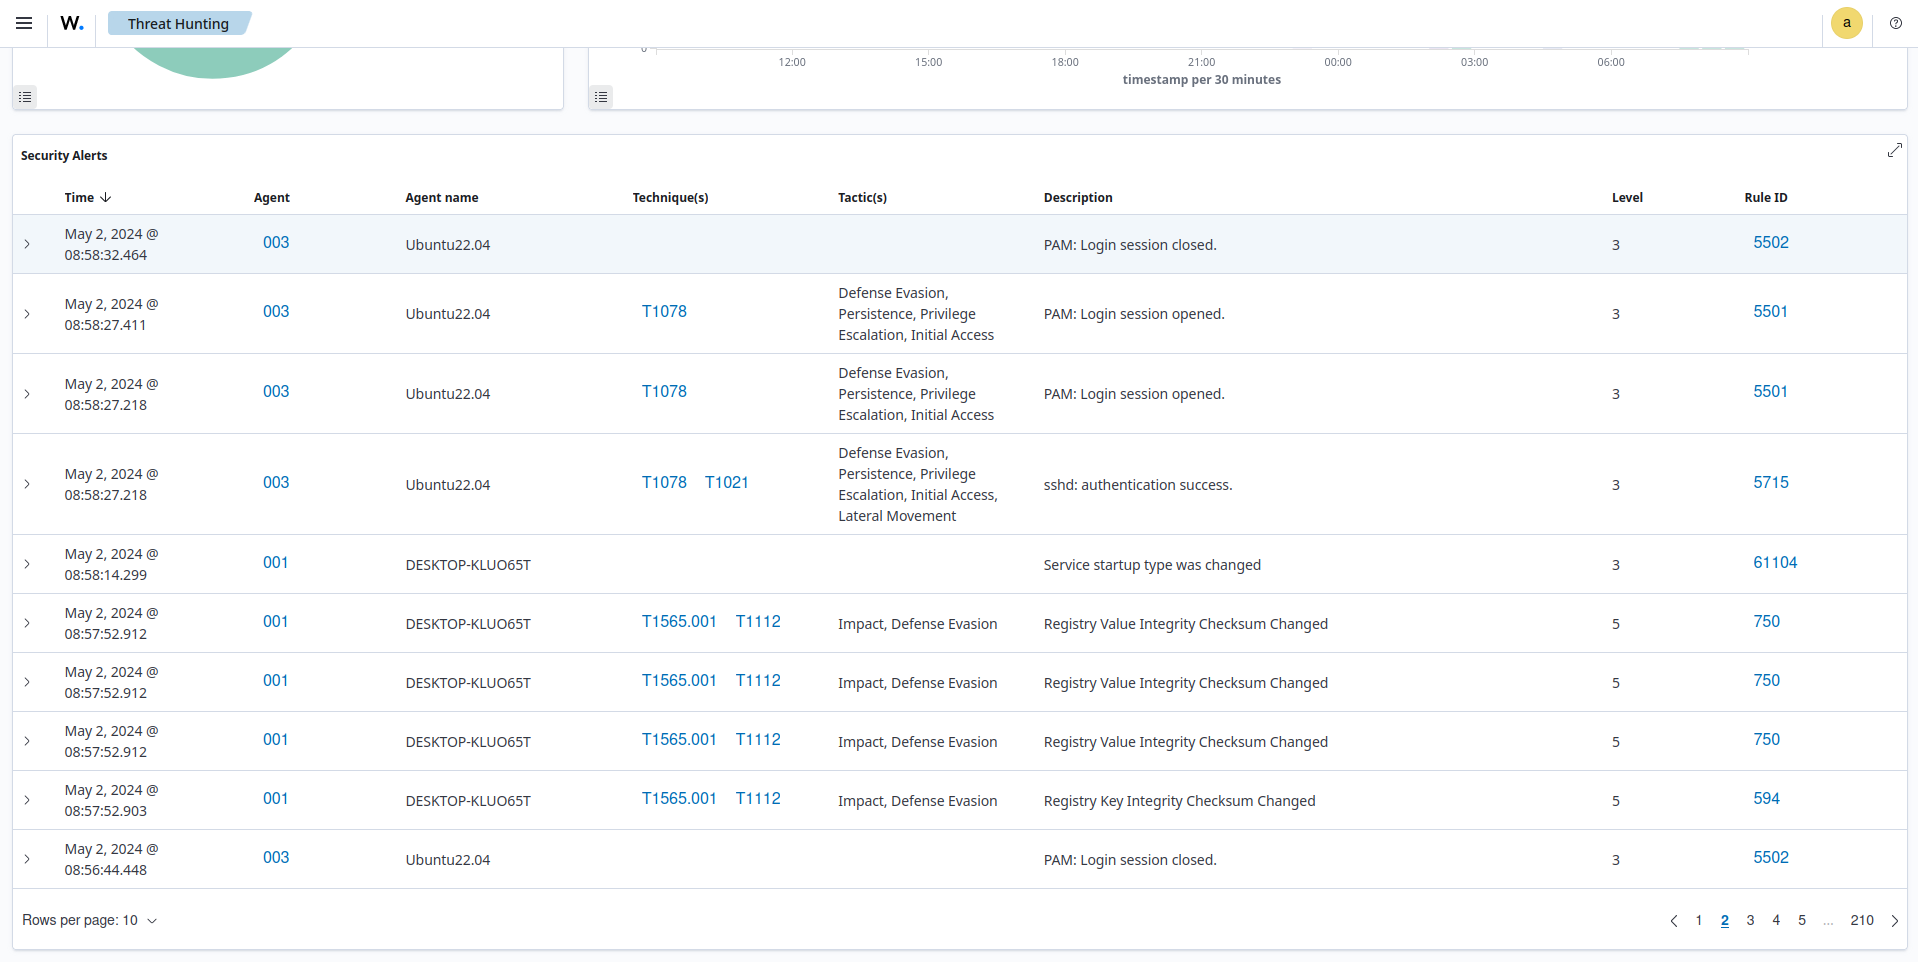 W.
Threat Hunting
a
0
12:00 15:00 18:00 21:00 00:00 03:00 06:00
timestamp per 30 minutes
Security Alerts
Time Agent Agent name Technique(s) Tactic(s) Description Level Rule ID
May 2, 2024 @
08:58:32.464
003 Ubuntu22.04 PAM: Login session closed. 3 5502
May 2, 2024 @
08:58:27.411
003 Ubuntu22.04 T1078
Defense Evasion,
Persistence, Privilege
Escalation, Initial Access
PAM: Login session opened. 3 5501
May 2, 2024 @
08:58:27.218
003 Ubuntu22.04 T1078
Defense Evasion,
Persistence, Privilege
Escalation, Initial Access
PAM: Login session opened. 3 5501
May 2, 2024 @
08:58:27.218
003 Ubuntu22.04 T1078 T1021
Defense Evasion,
Persistence, Privilege
Escalation, Initial Access,
Lateral Movement
sshd: authentication success. 3 5715
May 2, 2024 @
08:58:14.299
001 DESKTOP-KLUO65T Service startup type was changed 3 61104
May 2, 2024 @
08:57:52.912
001 DESKTOP-KLUO65T T1565.001 T1112 Impact, Defense Evasion Registry Value Integrity Checksum Changed 5 750
May 2, 2024 @
08:57:52.912
001 DESKTOP-KLUO65T T1565.001 T1112 Impact, Defense Evasion Registry Value Integrity Checksum Changed 5 750
May 2, 2024 @
08:57:52.912
001 DESKTOP-KLUO65T T1565.001 T1112 Impact, Defense Evasion Registry Value Integrity Checksum Changed 5 750
May 2, 2024 @
08:57:52.903
001 DESKTOP-KLUO65T T1565.001 T1112 Impact, Defense Evasion Registry Key Integrity Checksum Changed 5 594
May 2, 2024 @
08:56:44.448
003 Ubuntu22.04 PAM: Login session closed. 3 5502
Rows per page: 10
1 2 3 4 5 ... 210